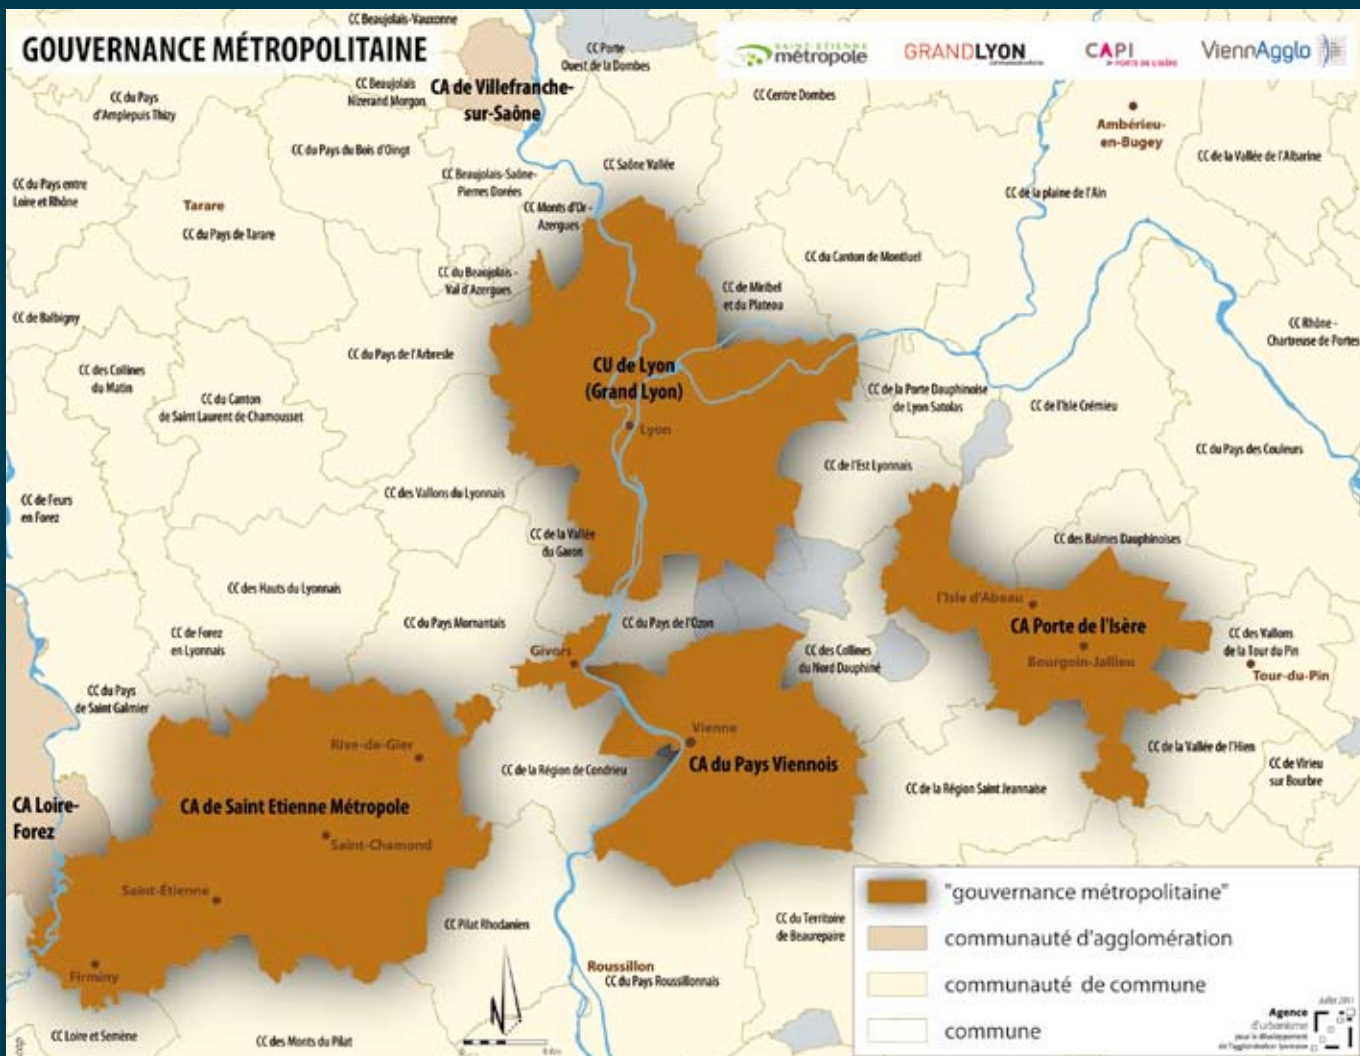 GOUVERNANCE MÉTROPOLITAINE
SAINT-ETIENNE
métropole
GRANDLYON
CAPI
PORTE DE L'ISÈRE
ViennAgglo
CC Beaujolais-Vauxonne
CC Porte
Ouest de la Dombes
CC Beaujolais
Nizerand Morgon
CA de Villefranche-
sur-Saône
CC du Pays
d'Amplepuis Thizy
CC Centre Dombes
Ambérieu-
en-Bugey
CC du Pays du Bois d'Oingt
CC Saône Vallée
CC de la Vallée de l'Albarine
CC Beaujolais-Saône-
Pierres Dorées
CC du Pays entre
Loire et Rhône
CC de la plaine de l'Ain
Tarare
CC du Pays de Tarare
CC Monts d'Or -
Azergues
CC du Canton de Montluel
CC du Beaujolais -
Val d'Azergues
CC de Miribel
et du Plateau
CC de Balbigny
CC Rhône -
Chartreuse de Portes
CC du Pays de l'Arbresle
CC des Collines
du Matin
CU de Lyon
(Grand Lyon)
CC de la Porte Dauphinoise
de Lyon Satolas
CC du Canton
de Saint Laurent de Chamousset
CC de l'Isle Crémieu
Lyon
CC du Pays des Couleurs
CC de l'Est Lyonnais
CC de Feurs
en Forez
CC des Vallons du Lyonnais
CC de la Vallée
du Garon
CC des Balmes Dauphinoises
CC des Hauts du Lyonnais
l'Isle d'Abeau
CC du Pays Mornantais
CC du Pays de l'Ozon
CA Porte de l'Isère
CC de Forez
en Lyonnais
CC des Vallons
de la Tour du Pin
Givors
CC des Collines
du Nord Dauphiné
Bourgoin-Jallieu
Tour-du-Pin
CC du Pays
de Saint Galmier
Rive-de-Gier
Vienne
CC de la Vallée de l'Hien
CC de la Région de Condrieu
CA du Pays Viennois
CC de Virieu
sur Bourbre
CC de la Région Saint Jeannaise
CA Loire-
Forez
CA de Saint Etienne Métropole
Saint-Chamond
Saint-Étienne
CC Pilat Rhodanien
CC du Territoire
de Beaurepaire
Firminy
Roussillon
CC du Pays Roussillonnais
CC Loire et Semène
CC des Monts du Pilat
N
"gouvernance métropolitaine"
communauté d'agglomération
communauté de commune
commune
Juillet 2011
Agence
d'urbanisme
pour le développement
de l'agglomération lyonnaise